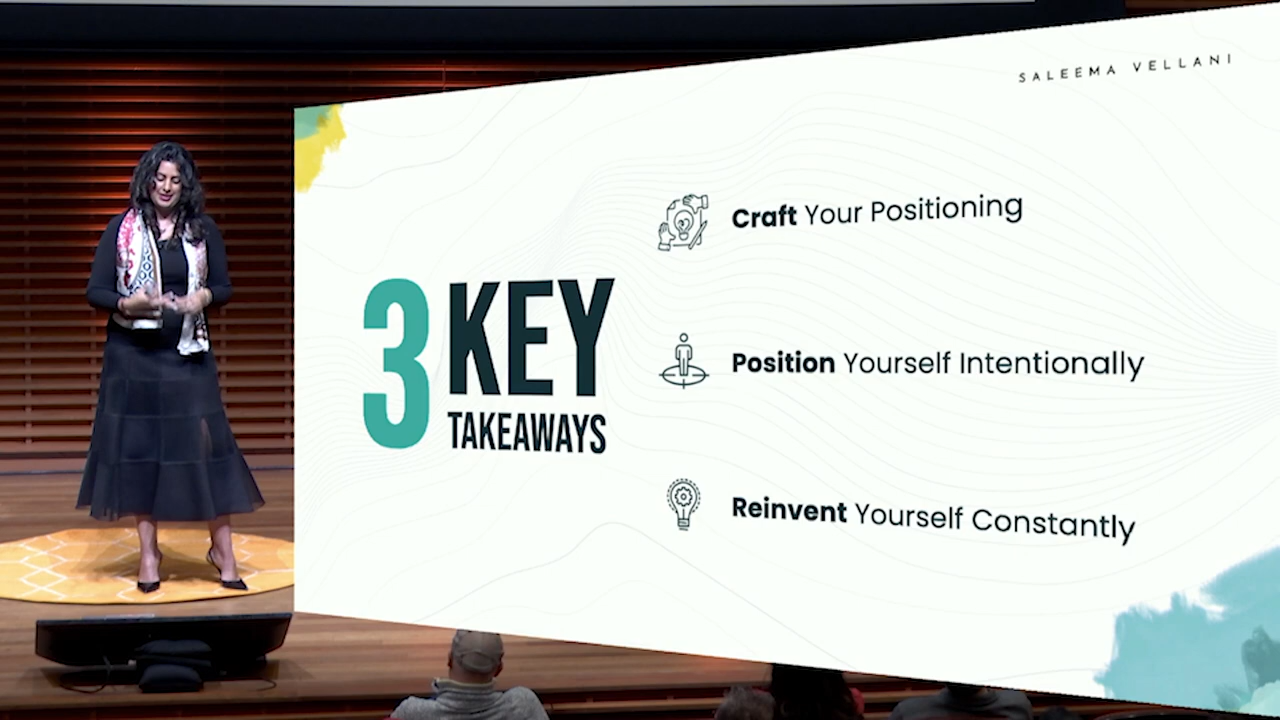 SALEEMA VELLANI
3 KEY
TAKEAWAYS
Craft Your Positioning
Position Yourself Intentionally
Reinvent Yourself Constantly